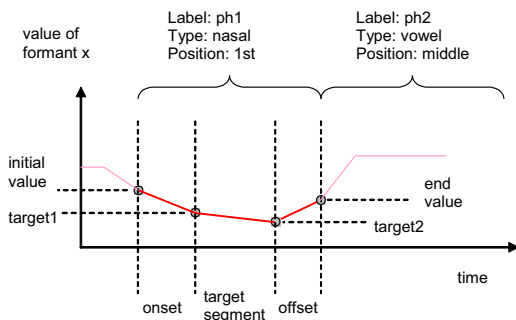 value of
formant x
Label: ph1
Type: nasal
Position: 1st
Label: ph2
Type: vowel
Position: middle
initial
value
target1
end
value
target2
time
onset
target
segment
offset